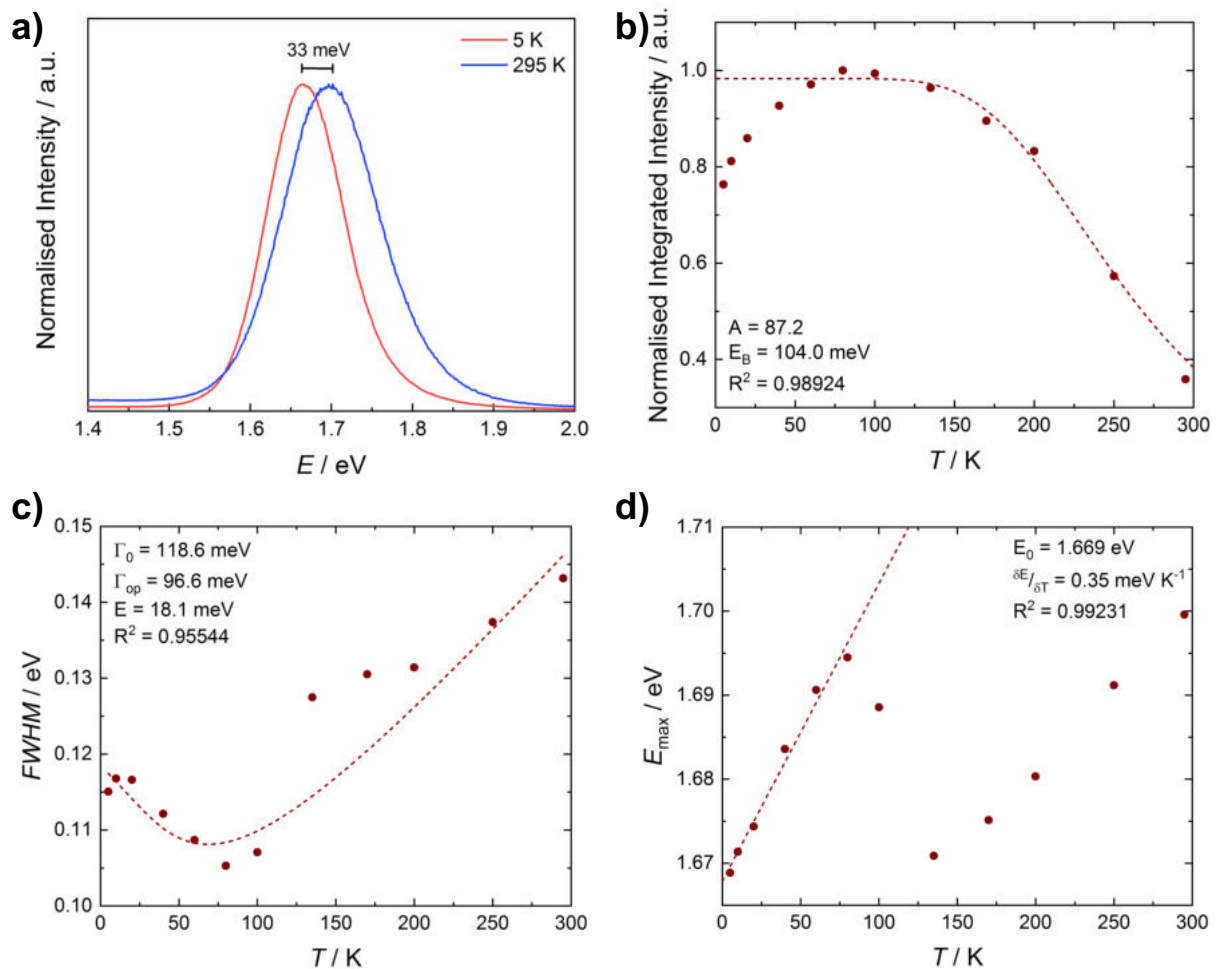 a)
33 meV
5 K
295 K
Normalised Intensity / a.u.
1.4 1.5 1.6 1.7 1.8 1.9 2.0
E / eV
b)
Normalised Integrated Intensity / a.u.
1.0
0.8
0.6
0.4
A = 87.2
E_B = 104.0 meV
R² = 0.98924
0 50 100 150 200 250 300
T / K
c)
FWHM / eV
0.15
0.14
0.13
0.12
0.11
0.10
Γ₀ = 118.6 meV
Γ_op = 96.6 meV
E = 18.1 meV
R² = 0.95544
0 50 100 150 200 250 300
T / K
d)
E_max / eV
1.71
1.70
1.69
1.68
1.67
E₀ = 1.669 eV
δE/δT = 0.35 meV K⁻¹
R² = 0.99231
0 50 100 150 200 250 300
T / K